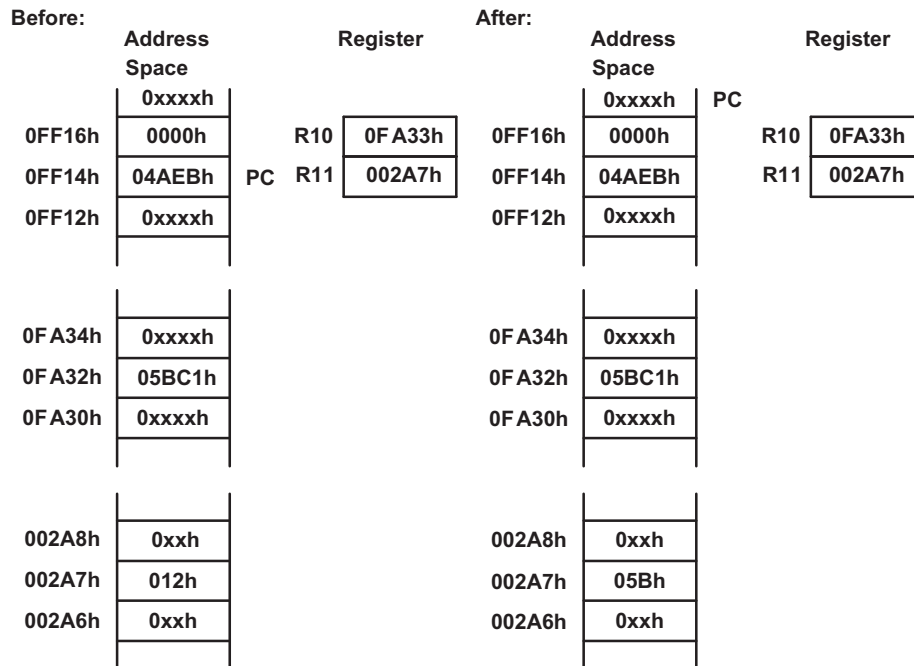 Before:
Address Space
Register
0xxxxh
0FF16h 0000h R10 0FA33h
0FF14h 04AEBh PC R11 002A7h
0FF12h 0xxxxh
0FA34h 0xxxxh
0FA32h 05BC1h
0FA30h 0xxxxh
002A8h 0xxh
002A7h 012h
002A6h 0xxh
After:
Address Space
Register
0xxxxh PC
0FF16h 0000h R10 0FA33h
0FF14h 04AEBh R11 002A7h
0FF12h 0xxxxh
0FA34h 0xxxxh
0FA32h 05BC1h
0FA30h 0xxxxh
002A8h 0xxh
002A7h 05Bh
002A6h 0xxh